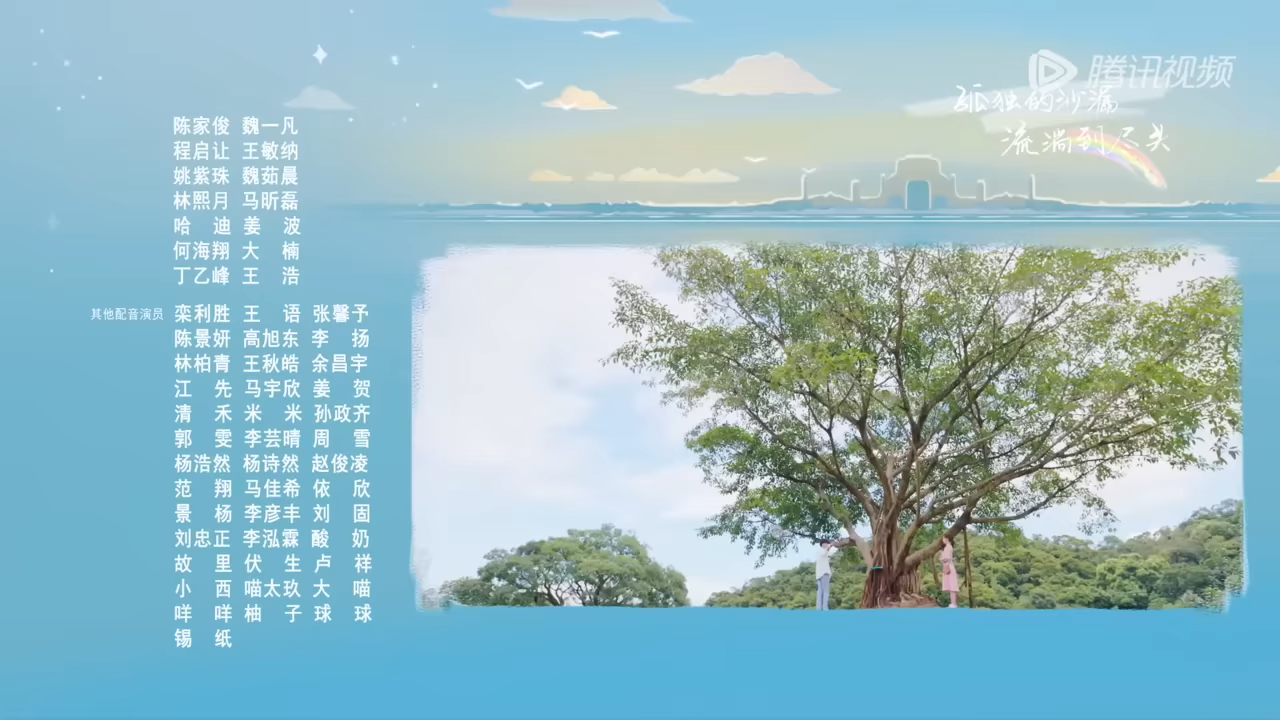 腾讯视频
孤独的沙漏
流淌到尽头
陈家俊 魏一凡
程启让 王敏纳
姚紫珠 魏茹晨
林熙月 马昕磊
哈 迪 姜 波
何海翔 大 楠
丁乙峰 王 浩
其他配音演员 栾利胜 王 语 张馨予
陈景妍 高旭东 李 扬
林柏青 王秋皓 余昌宇
江 先 马宇欣 姜 贺
清 禾 米 米 孙政齐
郭 雯 李芸晴 周 雪
杨浩然 杨诗然 赵俊凌
范 翔 马佳希 依 欣
景 杨 李彦丰 刘 固
刘忠正 李泓霖 酸 奶
故 里 伏 生 卢 祥
小 西 喵太玖 大 喵
咩 咩 柚 子 球 球
锡 纸